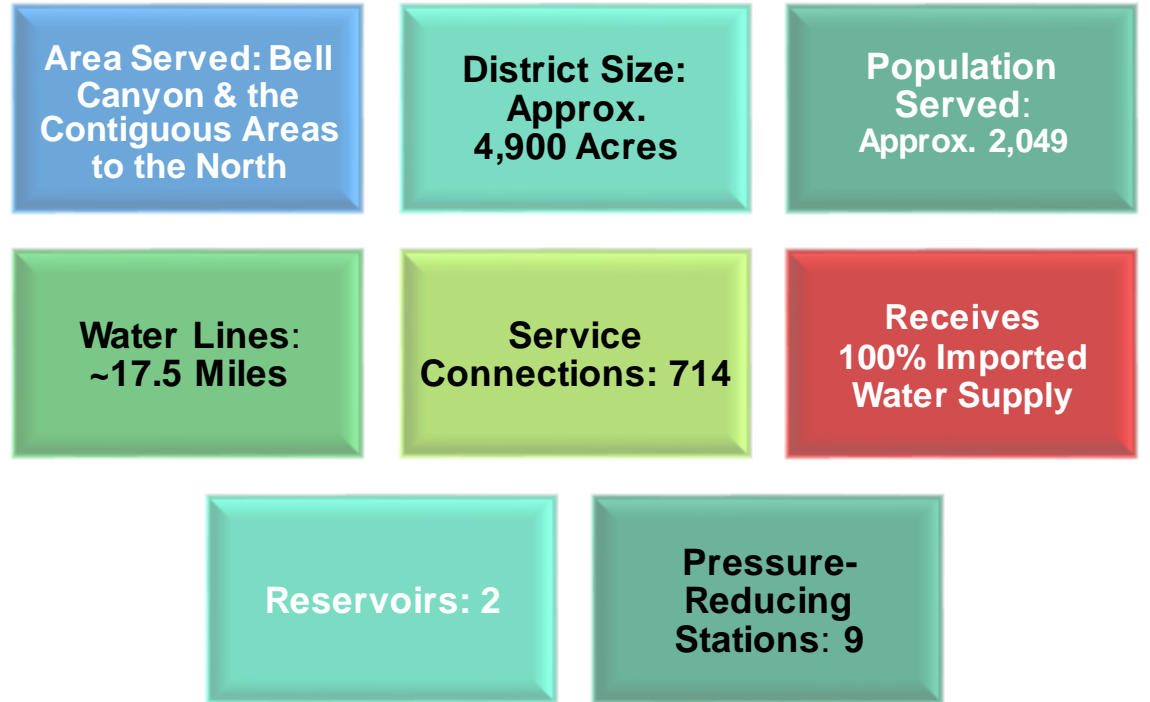 Area Served: Bell
Canyon & the
Contiguous Areas
to the North
District Size:
Approx.
4,900 Acres
Population
Served:
Approx. 2,049
Water Lines:
~17.5 Miles
Service
Connections: 714
Receives
100% Imported
Water Supply
Reservoirs: 2
Pressure-
Reducing
Stations: 9